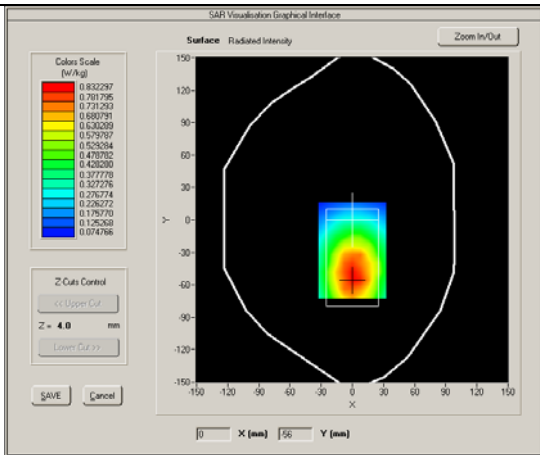 SAR Visualisation Graphical Interface
Surface Radiated Intensity
Zoom In/Out
Colors Scale
(W/kg)
0.832297
0.781795
0.731293
0.680791
0.630289
0.579787
0.529284
0.478782
0.428280
0.377778
0.327276
0.276774
0.226272
0.175770
0.125268
0.074766
150
120
90
60
30
0
-30
-60
-90
-120
-150
Y
-150 -120 -90 -60 -30 0 30 60 90 120 150
X
Z Cuts Control
<< Upper Cut
Z = 4.0 mm
Lower Cut >>
SAVE Cancel
0 X (mm) -56 Y (mm)